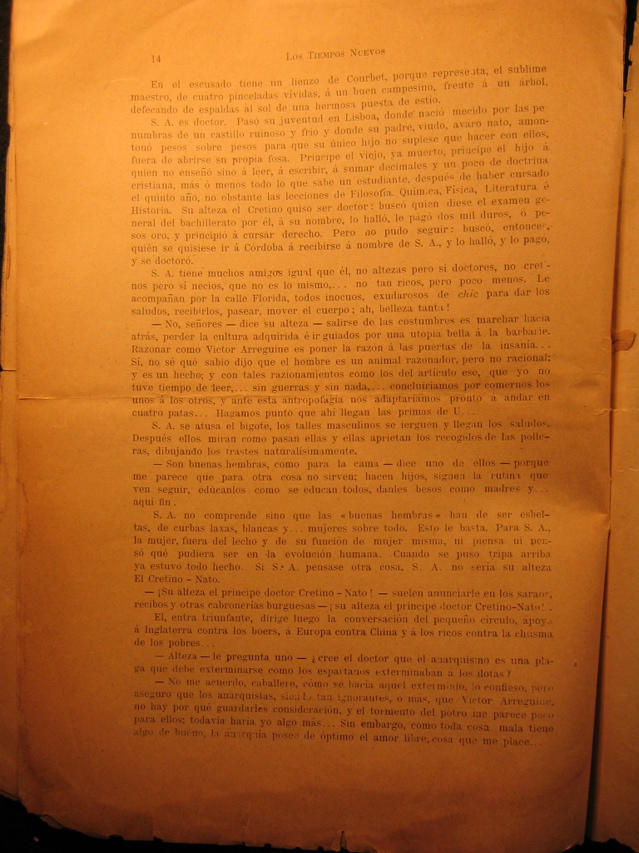 14 LOS TIEMPOS NUEVOS
En el escusado tiene un lienzo de Courbet, porque representa, el sublime
maestro, de cuatro pinceladas vívidas, á un buen campesino, frente á un árbol,
defecando de espaldas al sol de una hermosa puesta de estío.
S. A. es doctor. Pasó su juventud en Lisboa, donde nació mecido por las pe
numbras de un castillo ruinoso y frío y donde su padre, viudo, avaro nato, amon-
tonó pesos sobre pesos para que su único hijo no supiese que hacer con ellos,
fuera de abrirse su propia fosa. Príncipe el viejo, ya muerto, príncipe el hijo á
quien no enseñó sino á leer, á escribir, á sumar decimales y un poco de doctrina
cristiana, más ó menos todo lo que sabe un estudiante, después de haber cursado
el quinto año, no obstante las lecciones de Filosofía, Química, Física, Literatura é
Historia. Su alteza el Cretino quiso ser doctor: buscó quien diese el examen ge-
neral del bachillerato por él, á su nombre, lo halló, le pagó dos mil duros, ó pe-
sos oro, y principió á cursar derecho. Pero no pudo seguir: buscó, entonces,
quién se quisiese ir á Córdoba á recibirse á nombre de S. A., y lo halló, y lo pagó,
y se doctoró.
S. A. tiene muchos amigos igual que él, no altezas pero si doctores, no creti-
nos pero si necios, que no es lo mismo,... no tan ricos, pero poco menos. Le
acompañan por la calle Florida, todos inocuos, exudarosos de chic para dar los
saludos, recibirlos, pasear, mover el cuerpo; ah, belleza tanta!
— No, señores — dice su alteza — salirse de las costumbres es marchar hacia
atrás, perder la cultura adquirida é ir guiados por una utopia bella á la barbarie.
Razonar como Víctor Arreguine es poner la razón á las puertas de la insania...
Si, no sé qué sabio dijo que el hombre es un animal razonador, pero no racional;
y es un hecho; y con tales razionamientos como los del artículo ese, que yo no
tuve tiempo de leer,... sin guerras y sin nada,... concluiríamos por comernos los
unos á los otros, y ante esta antropofagia nos adaptaríamos pronto á andar en
cuatro patas... Hagamos punto que ahí llegan las primas de U...
S. A. se atusa el bigote, los talles masculinos se ierguen y llegan los saludos.
Después ellos miran como pasan ellas y ellas aprietan los recogidos de las polle-
ras, dibujando los trastes naturalísimamente.
— Son buenas hembras, como para la cama — dice uno de ellos — porque
me parece que para otra cosa no sirven; hacen hijos, siguen la rutina que
ven seguir, edúcanlos como se educan todos, danles besos como madres y...
aquí fin.
S. A. no comprende sino que las «buenas hembras» han de ser esbel-
tas, de curbas laxas, blancas y... mujeres sobre todo. Esto le basta. Para S. A.,
la mujer, fuera del lecho y de su función de mujer misma, ni piensa ni pen-
só qué pudiera ser en la evolución humana. Cuando se puso tripa arriba
ya estuvo todo hecho. Si S.ª A. pensase otra cosa, S. A. no sería su alteza
El Cretino-Nato.
— ¡Su alteza el príncipe doctor Cretino-Nato! — suelen anunciarle en los saraos,
recibos y otras cabronerías burguesas — ¡su alteza el príncipe doctor Cretino-Nato!.
El, entra triunfante, dirige luego la conversación del pequeño círculo, apoya
á Inglaterra contra los boers, á Europa contra China y á los ricos contra la chusma
de los pobres...
— Alteza — le pregunta uno — ¿cree el doctor que el anarquismo es una pla-
ga que debe exterminarse como los espartanos exterminaban a los ilotas?
— No me acuerdo, caballero, cómo se hacía aquel exterminio, lo confieso, pero
aseguro que los anarquistas, siendo tan ignorantes, o mas, que Víctor Arreguine,
no hay por qué guardarles consideración, y el tormento del potro me parece poco
para ellos; todavía haría yo algo más... Sin embargo, como toda cosa mala tiene
algo de bueno, la anarquía posee de óptimo el amor libre, cosa que me place...